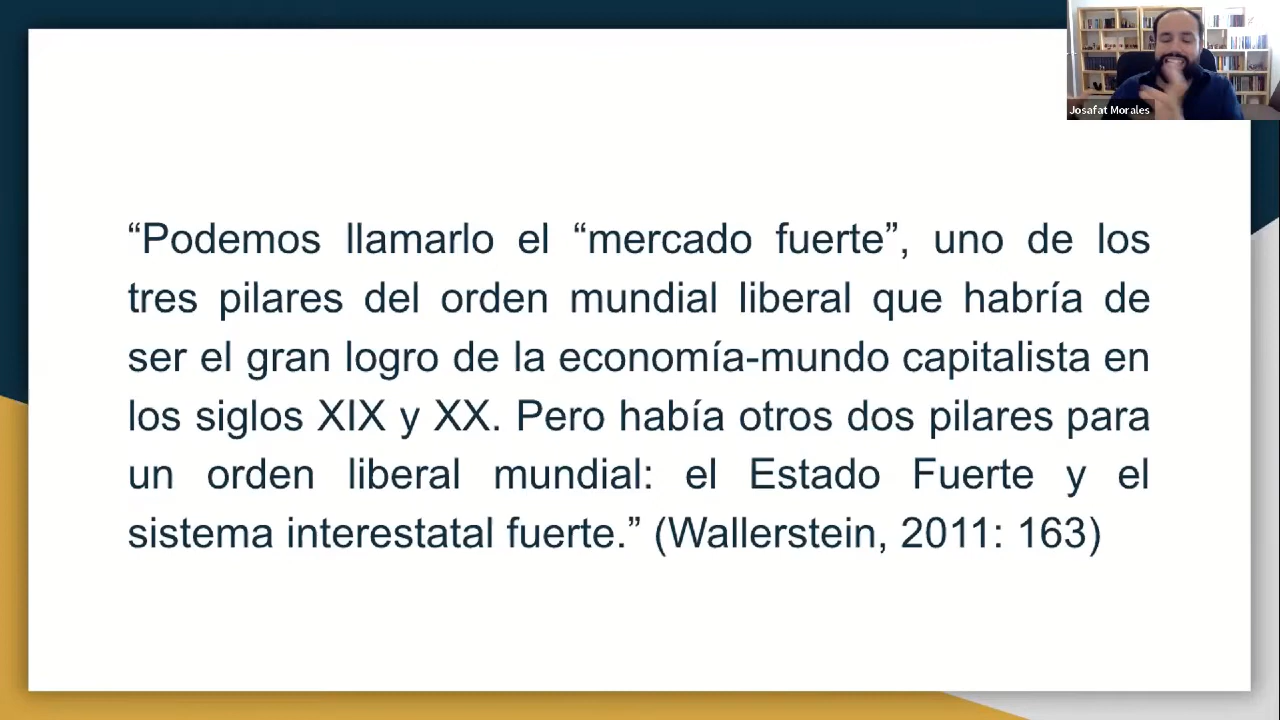 Josafat Morales
“Podemos llamarlo el “mercado fuerte”, uno de los
tres pilares del orden mundial liberal que habría de
ser el gran logro de la economía-mundo capitalista en
los siglos XIX y XX. Pero había otros dos pilares para
un orden liberal mundial: el Estado Fuerte y el
sistema interestatal fuerte.” (Wallerstein, 2011: 163)